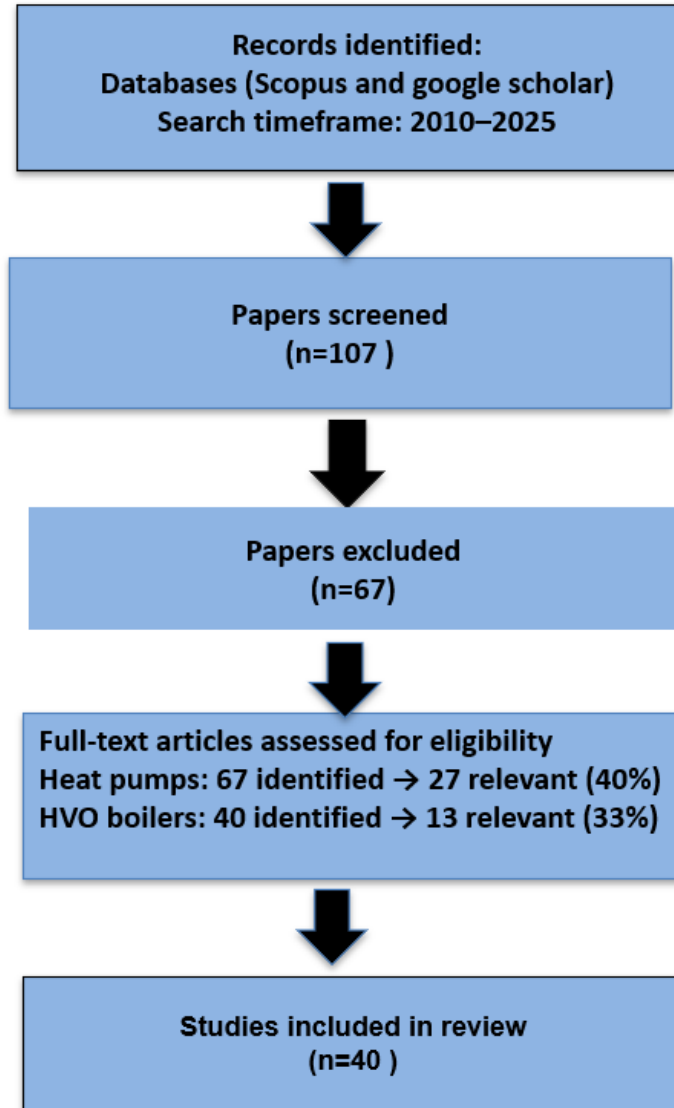 Records identified:
Databases (Scopus and google scholar)
Search timeframe: 2010–2025
Papers screened
(n=107 )
Papers excluded
(n=67)
Full-text articles assessed for eligibility
Heat pumps: 67 identified → 27 relevant (40%)
HVO boilers: 40 identified → 13 relevant (33%)
Studies included in review
(n=40 )